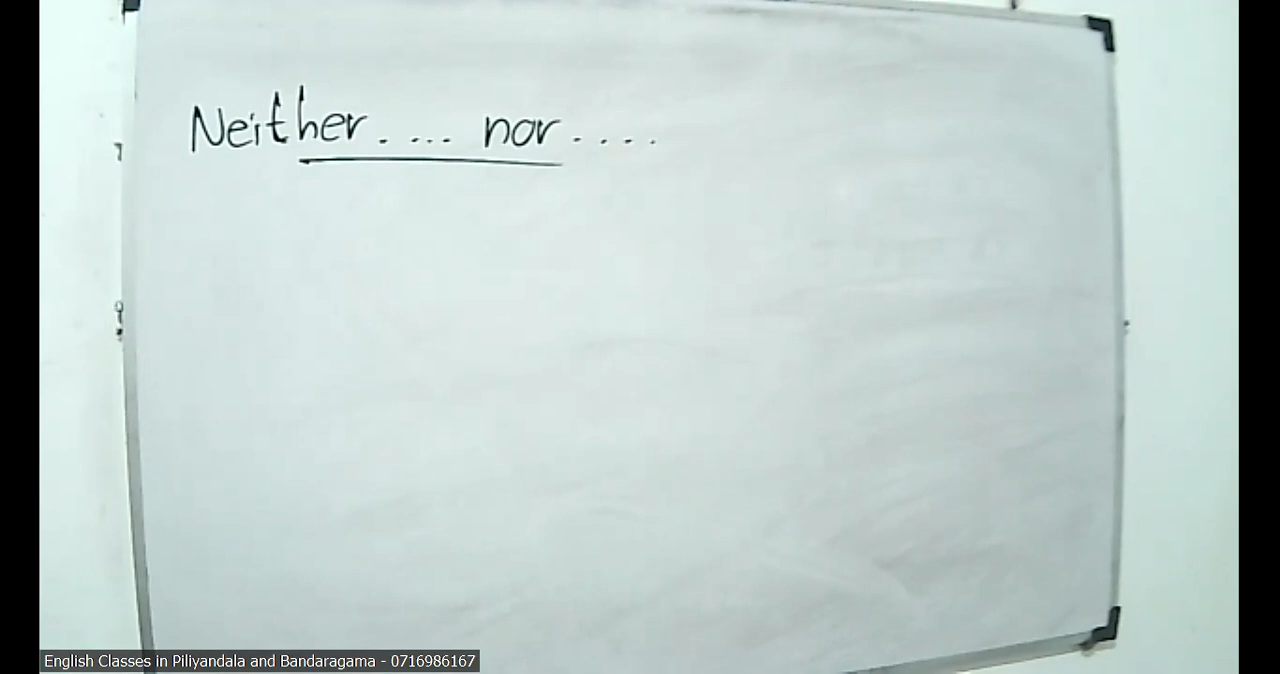 Neither. ... nor. . . .
English Classes in Piliyandala and Bandaragama - 0716986167